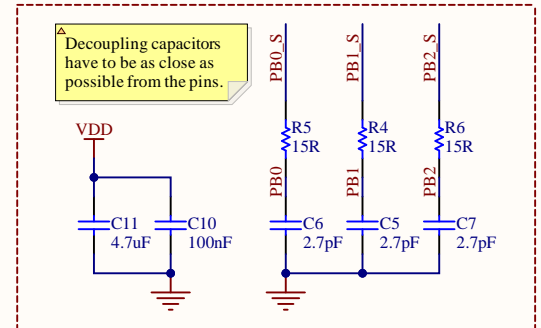 Decoupling capacitors
have to be as close as
possible from the pins.
PB0_S
PB1_S
PB2_S
R5
15R
R4
15R
R6
15R
VDD
PB0
PB1
PB2
C11
4.7uF
C10
100nF
C6
2.7pF
C5
2.7pF
C7
2.7pF